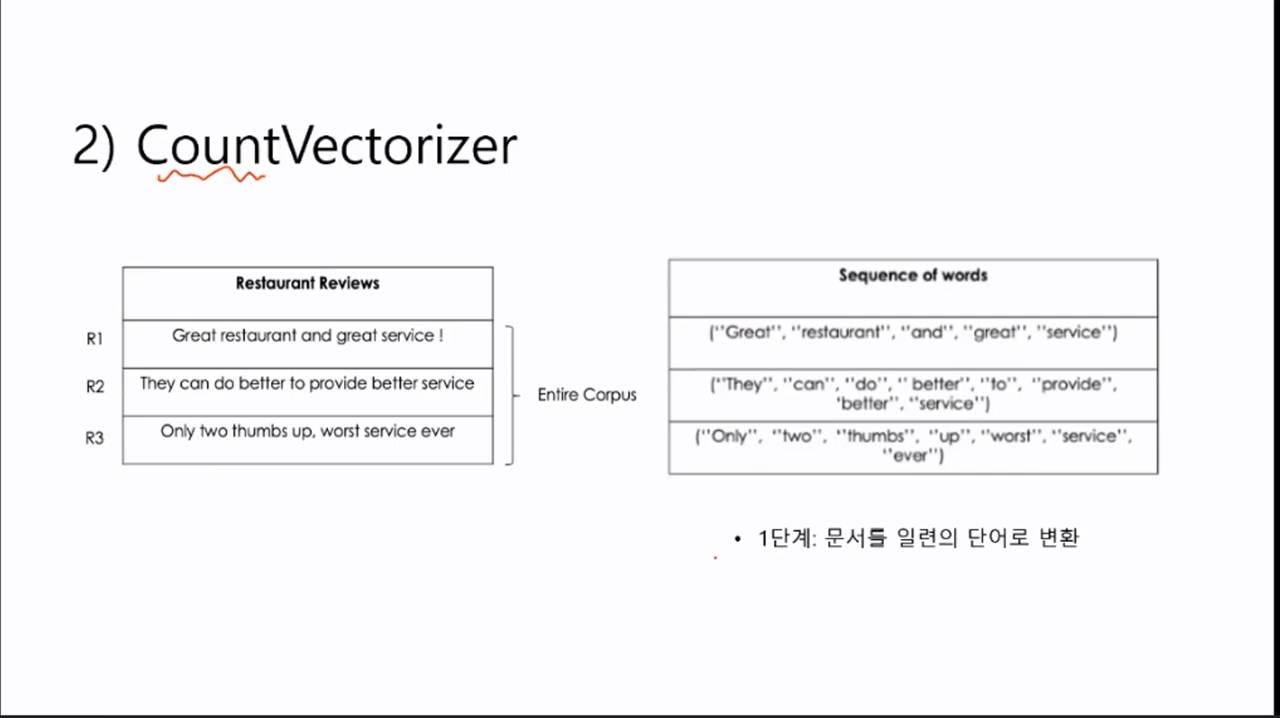 2) CountVectorizer
Restaurant Reviews
R1 Great restaurant and great service !
R2 They can do better to provide better service
R3 Only two thumbs up, worst service ever
Entire Corpus
Sequence of words
(‘’Great’’, ‘’restaurant’’, ‘’and’’, ‘’great’’, ‘’service’’)
(‘’They’’, ‘’can’’, ‘’do’’, ‘’ better’’, ‘’to’’, ‘’provide’’,
‘better’’, ‘’service’’)
(‘’Only’’, ‘’two’’, ‘’thumbs’’, ‘’up’’, ‘’worst’’, ‘’service’’,
‘’ever’’)
• 1단계: 문서를 일련의 단어로 변환